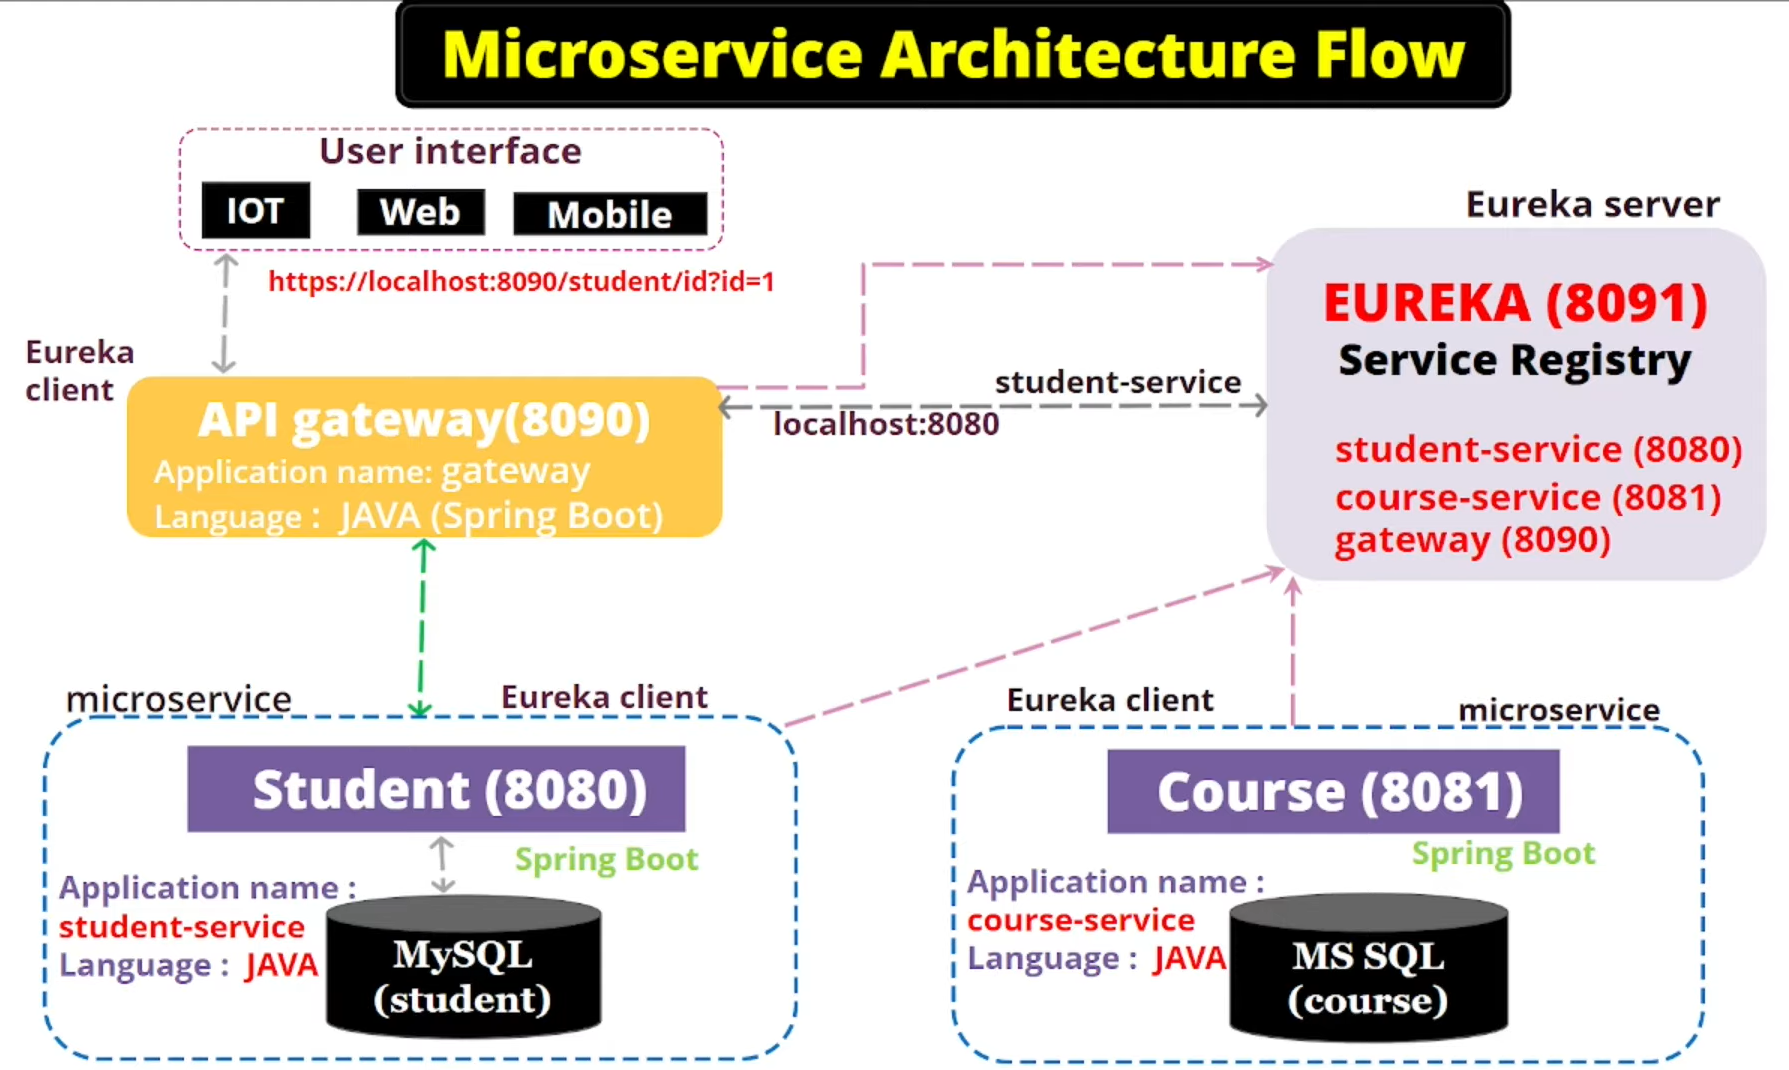 Microservice Architecture Flow
User interface
IOT
Web
Mobile
https://localhost:8090/student/id?id=1
Eureka
client
API gateway(8090)
Application name: gateway
Language : JAVA (Spring Boot)
student-service
localhost:8080
Eureka server
EUREKA (8091)
Service Registry
student-service (8080)
course-service (8081)
gateway (8090)
microservice
Eureka client
Student (8080)
Spring Boot
Application name :
student-service
Language : JAVA
MySQL
(student)
Eureka client
microservice
Course (8081)
Spring Boot
Application name :
course-service
Language : JAVA
MS SQL
(course)